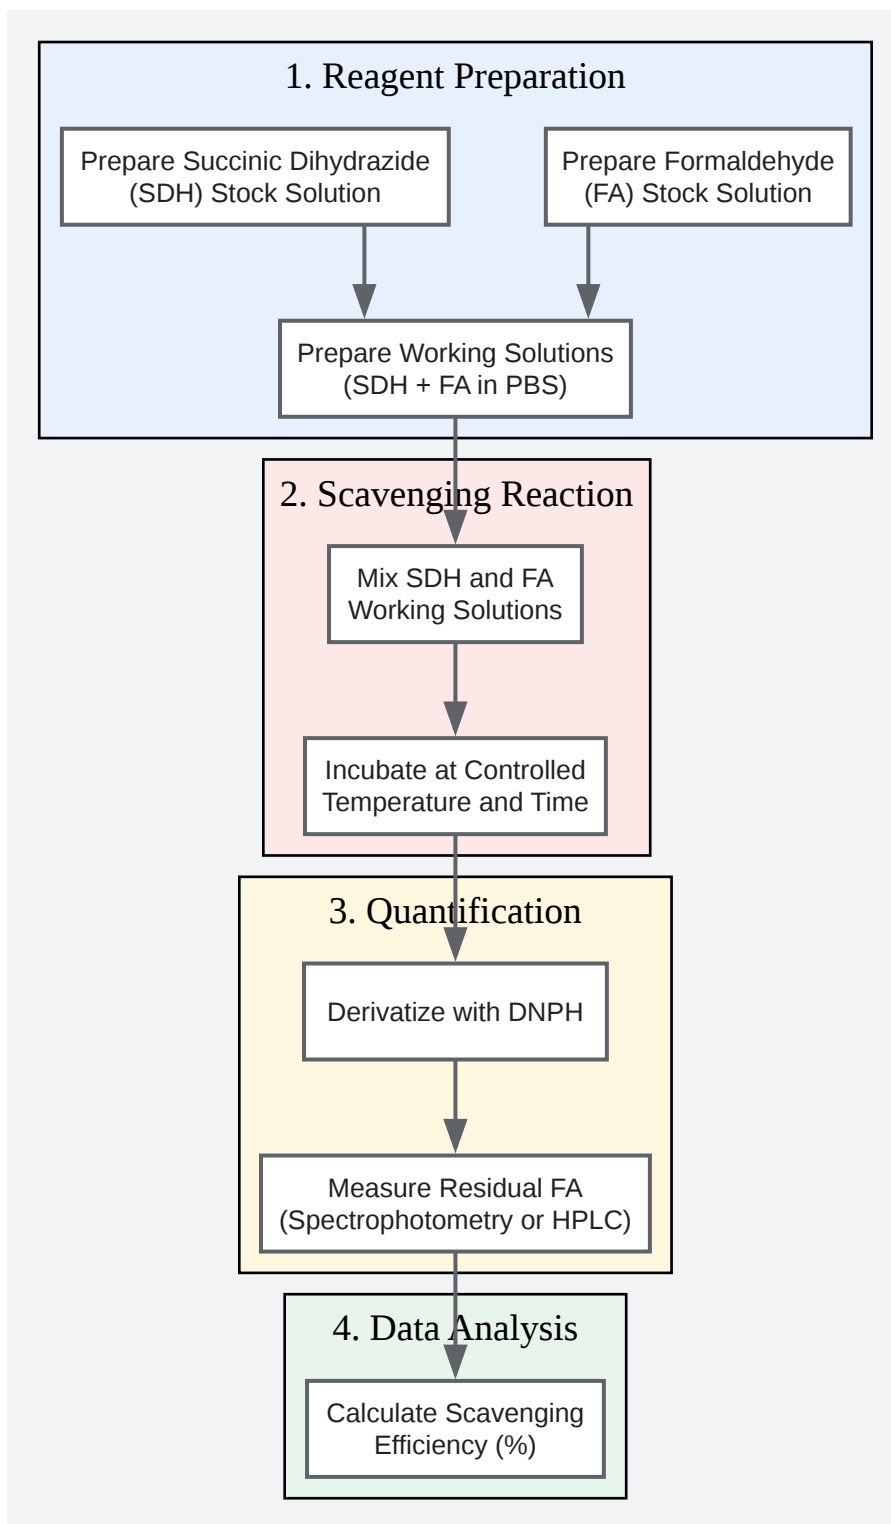 1. Reagent Preparation
Prepare Succinic Dihydrazide
(SDH) Stock Solution
Prepare Formaldehyde
(FA) Stock Solution
Prepare Working Solutions
(SDH + FA in PBS)
2. Scavenging Reaction
Mix SDH and FA
Working Solutions
Incubate at Controlled
Temperature and Time
3. Quantification
Derivatize with DNPH
Measure Residual FA
(Spectrophotometry or HPLC)
4. Data Analysis
Calculate Scavenging
Efficiency (%)